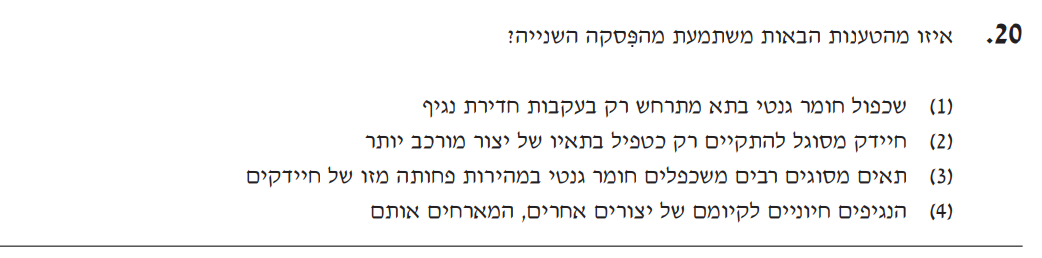 20. איזו מהטענות הבאות משתמעת מהפִּסקה השנייה?
(1) שכפול חומר גנטי בתא מתרחש רק בעקבות חדירת נגיף
(2) חיידק מסוגל להתקיים רק כטפיל בתאיו של יצור מורכב יותר
(3) תאים מסוגים רבים משכפלים חומר גנטי במהירות פחותה מזו של חיידקים
(4) הנגיפים חיוניים לקיומם של יצורים אחרים, המארחים אותם